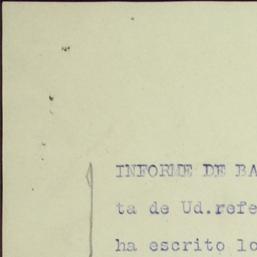 INFORME DE BA
ta de Ud.refe
ha escrito lo